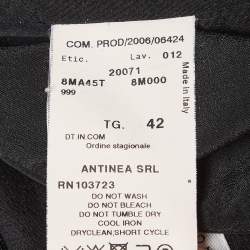 COM. PROD/2006/06424
Etic. Lav. 012
20071
8MA45T 8M000
999
Made in Italy
TG. 42
DT.IN.COM
Ordine stagionale
ANTINEA SRL
RN103723
DO NOT WASH
DO NOT BLEACH
DO NOT TUMBLE DRY
COOL IRON
DRYCLEAN,SHORT CYCLE